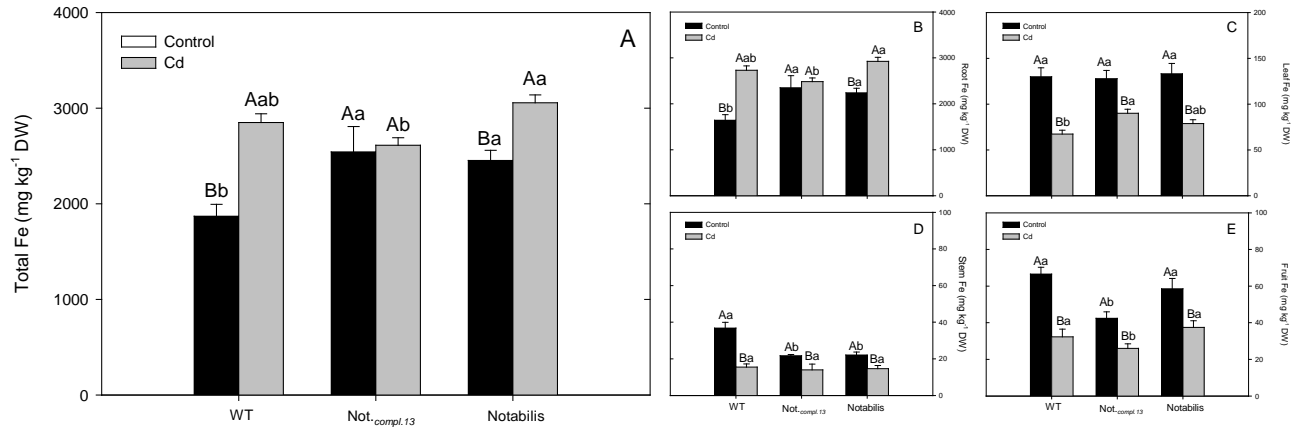 4000
3000
2000
1000
0
Total Fe (mg kg-1 DW)
Control
Cd
A
Bb
Aab
Aa
Ab
Ba
Aa
WT
Not.compl.13
Notabilis
Control
Cd
B
Bb
Aab
Aa
Ab
Ba
Aa
4000
3000
2000
1000
0
Root Fe (mg kg-1 DW)
Control
Cd
C
Aa
Bb
Aa
Ba
Aa
Bab
200
150
100
50
0
Leaf Fe (mg kg-1 DW)
Control
Cd
D
Aa
Ba
Ab
Ba
Ab
Ba
100
80
60
40
20
0
Stem Fe (mg kg-1 DW)
WT
Not.compl.13
Notabilis
Control
Cd
E
Aa
Ba
Ab
Bb
Aa
Ba
100
80
60
40
20
0
Fruit Fe (mg kg-1 DW)
WT
Not.compl.13
Notabilis